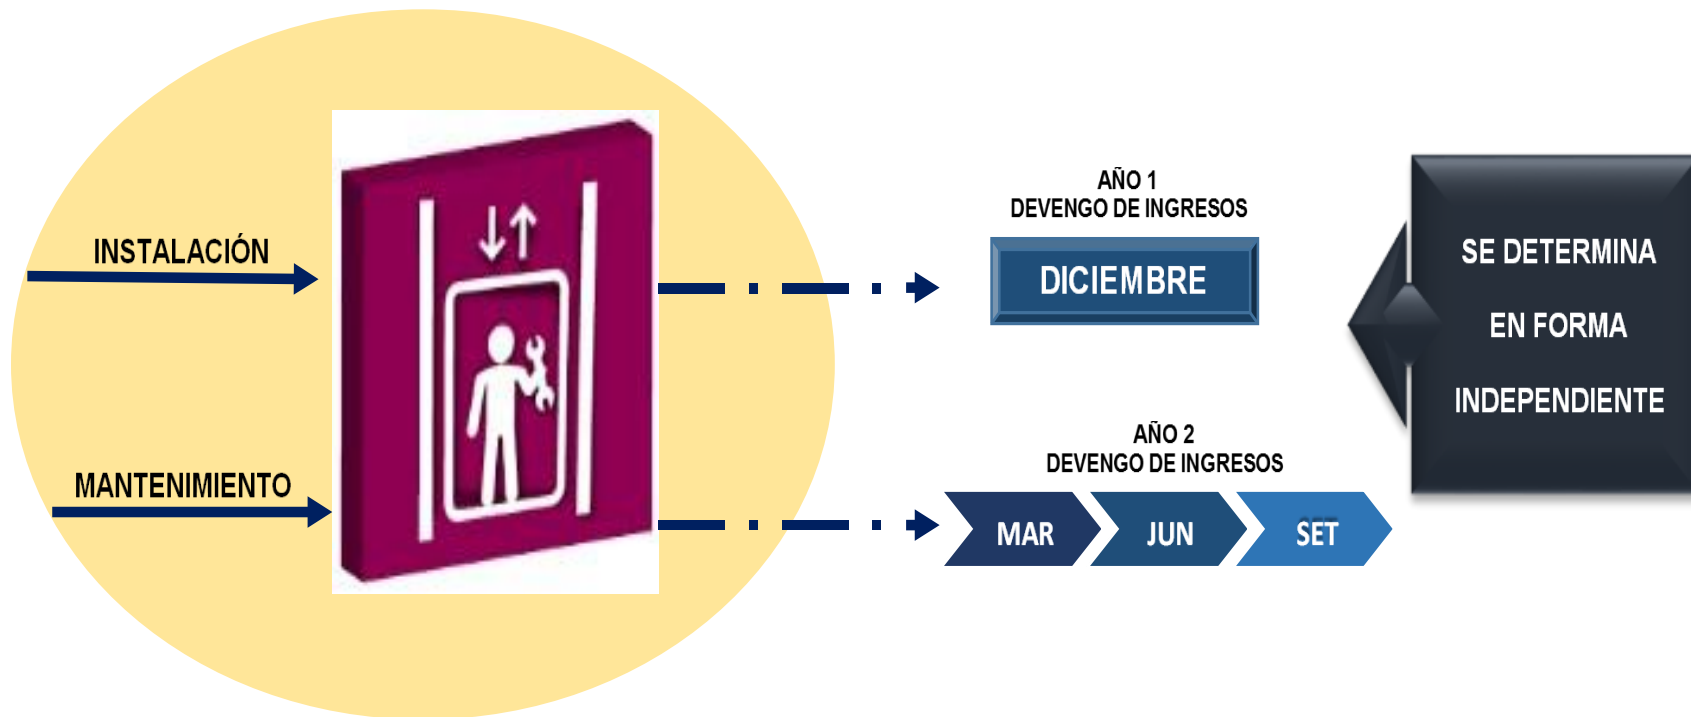 INSTALACIÓN
MANTENIMIENTO
AÑO 1
DEVENGO DE INGRESOS
DICIEMBRE
AÑO 2
DEVENGO DE INGRESOS
MAR
JUN
SET
SE DETERMINA
EN FORMA
INDEPENDIENTE